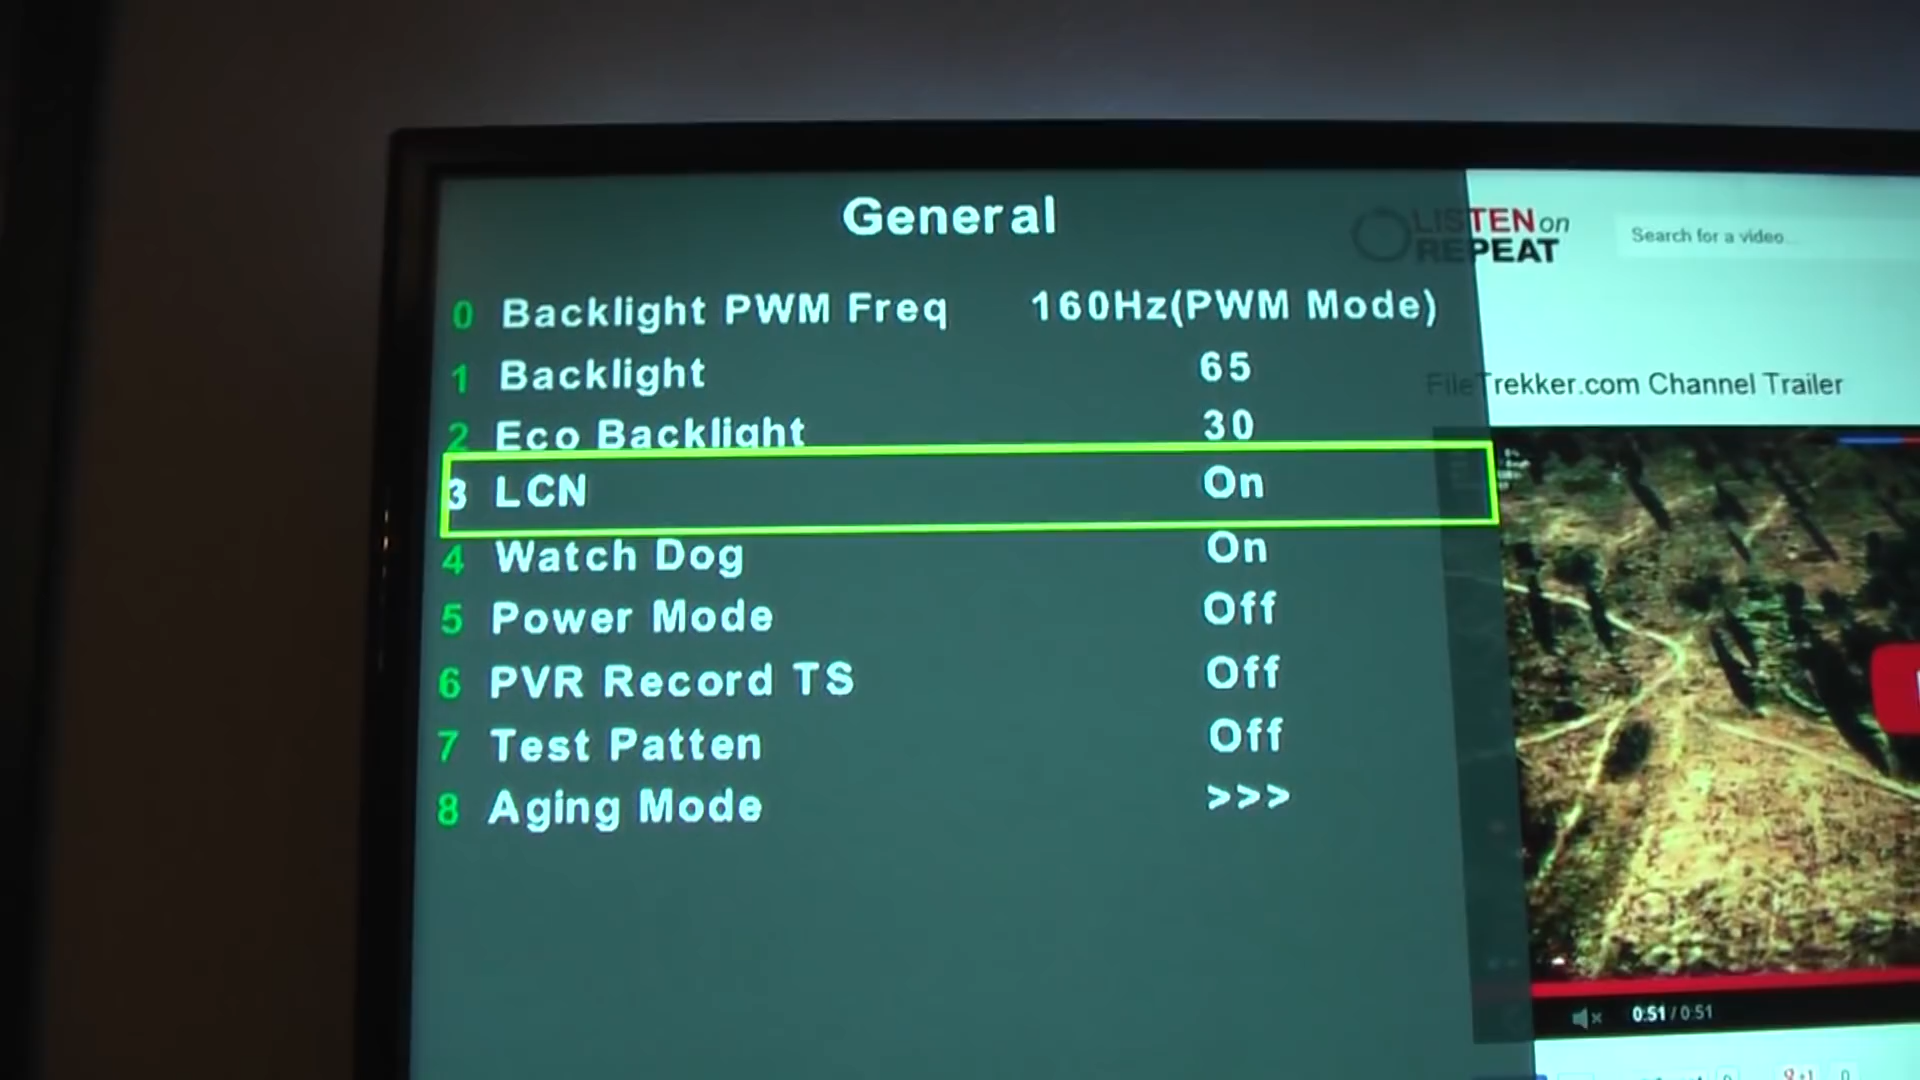 General
LISTEN on
REPEAT
Search for a video...
0 Backlight PWM Freq 160Hz(PWM Mode)
1 Backlight 65
FileTrekker.com Channel Trailer
2 Eco Backlight 30
3 LCN On
4 Watch Dog On
5 Power Mode Off
6 PVR Record TS Off
7 Test Patten Off
8 Aging Mode >>>
0:51 / 0:51